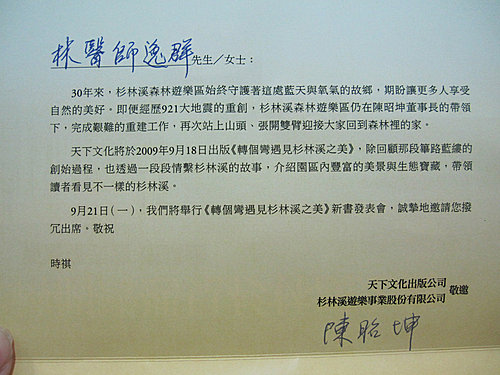 林醫師逸群先生／女士：
30年來，杉林溪森林遊樂區始終守護著這處藍天與氧氣的故鄉，期盼讓更多人享受
自然的美好。即便經歷921大地震的重創，杉林溪森林遊樂區仍在陳昭坤董事長的帶領
下，完成艱難的重建工作，再次站上山頭、張開雙臂迎接大家回到森林裡的家。
天下文化將於2009年9月18日出版《轉個彎遇見杉林溪之美》，除回顧那段篳路藍縷的
創始過程，也透過一段段情繫杉林溪的故事，介紹園區內豐富的美景與生態寶藏，帶領
讀者看見不一樣的杉林溪。
9月21日（一），我們將舉行《轉個彎遇見杉林溪之美》新書發表會，誠摯地邀請您撥
冗出席。敬祝
時祺
天下文化出版公司
杉林溪遊樂事業股份有限公司 敬邀
陳昭坤